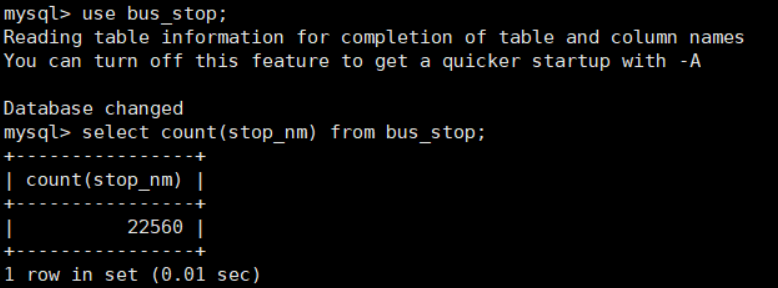 mysql> use bus_stop;
Reading table information for completion of table and column names
You can turn off this feature to get a quicker startup with -A

Database changed
mysql> select count(stop_nm) from bus_stop;
+----------------+
| count(stop_nm) |
+----------------+
|          22560 |
+----------------+
1 row in set (0.01 sec)